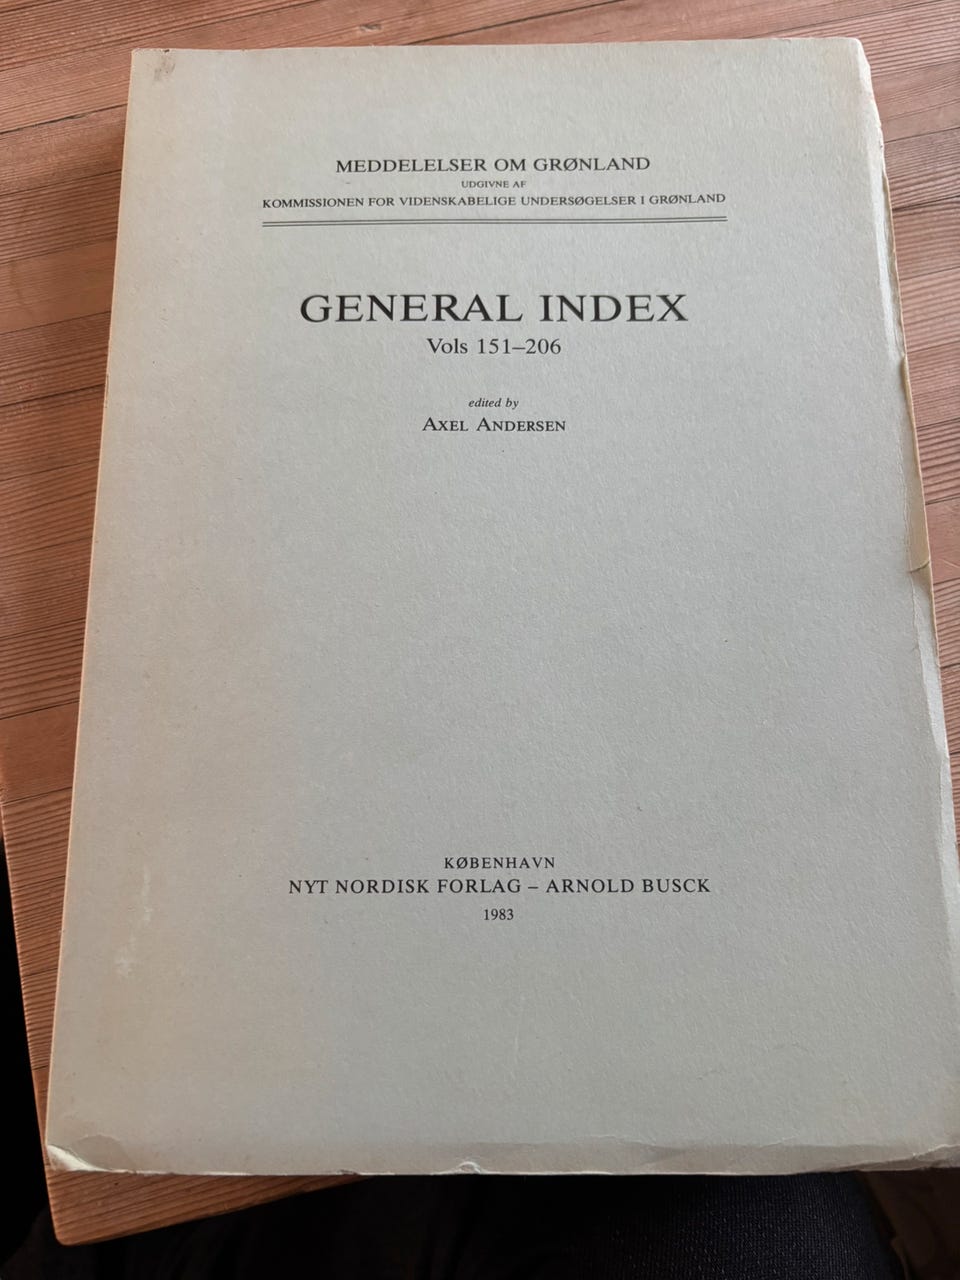 MEDDELELSER OM GRØNLAND
UDGIVNE AF
KOMMISSIONEN FOR VIDENSKABELIGE UNDERSØGELSER I GRØNLAND
GENERAL INDEX
Vols 151–206
edited by
AXEL ANDERSEN
KØBENHAVN
NYT NORDISK FORLAG – ARNOLD BUSCK
1983